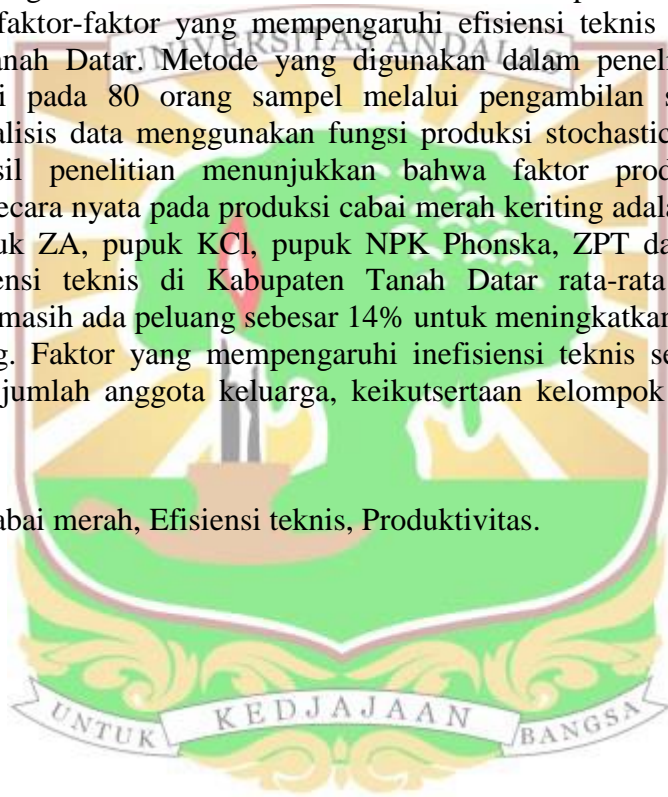 faktor-faktor yang mempengaruhi efisiensi teknis
UNIVERSITAS ANDALAS
anah Datar. Metode yang digunakan dalam peneli
i pada 80 orang sampel melalui pengambilan s
alisis data menggunakan fungsi produksi stochastic
sil penelitian menunjukkan bahwa faktor prod
ecara nyata pada produksi cabai merah keriting adala
uk ZA, pupuk KCl, pupuk NPK Phonska, ZPT da
ensi teknis di Kabupaten Tanah Datar rata-rata
masih ada peluang sebesar 14% untuk meningkatkan
g. Faktor yang mempengaruhi inefisiensi teknis se
jumlah anggota keluarga, keikutsertaan kelompok
abai merah, Efisiensi teknis, Produktivitas.
UNTUK KEDJAJAAN BANGSA